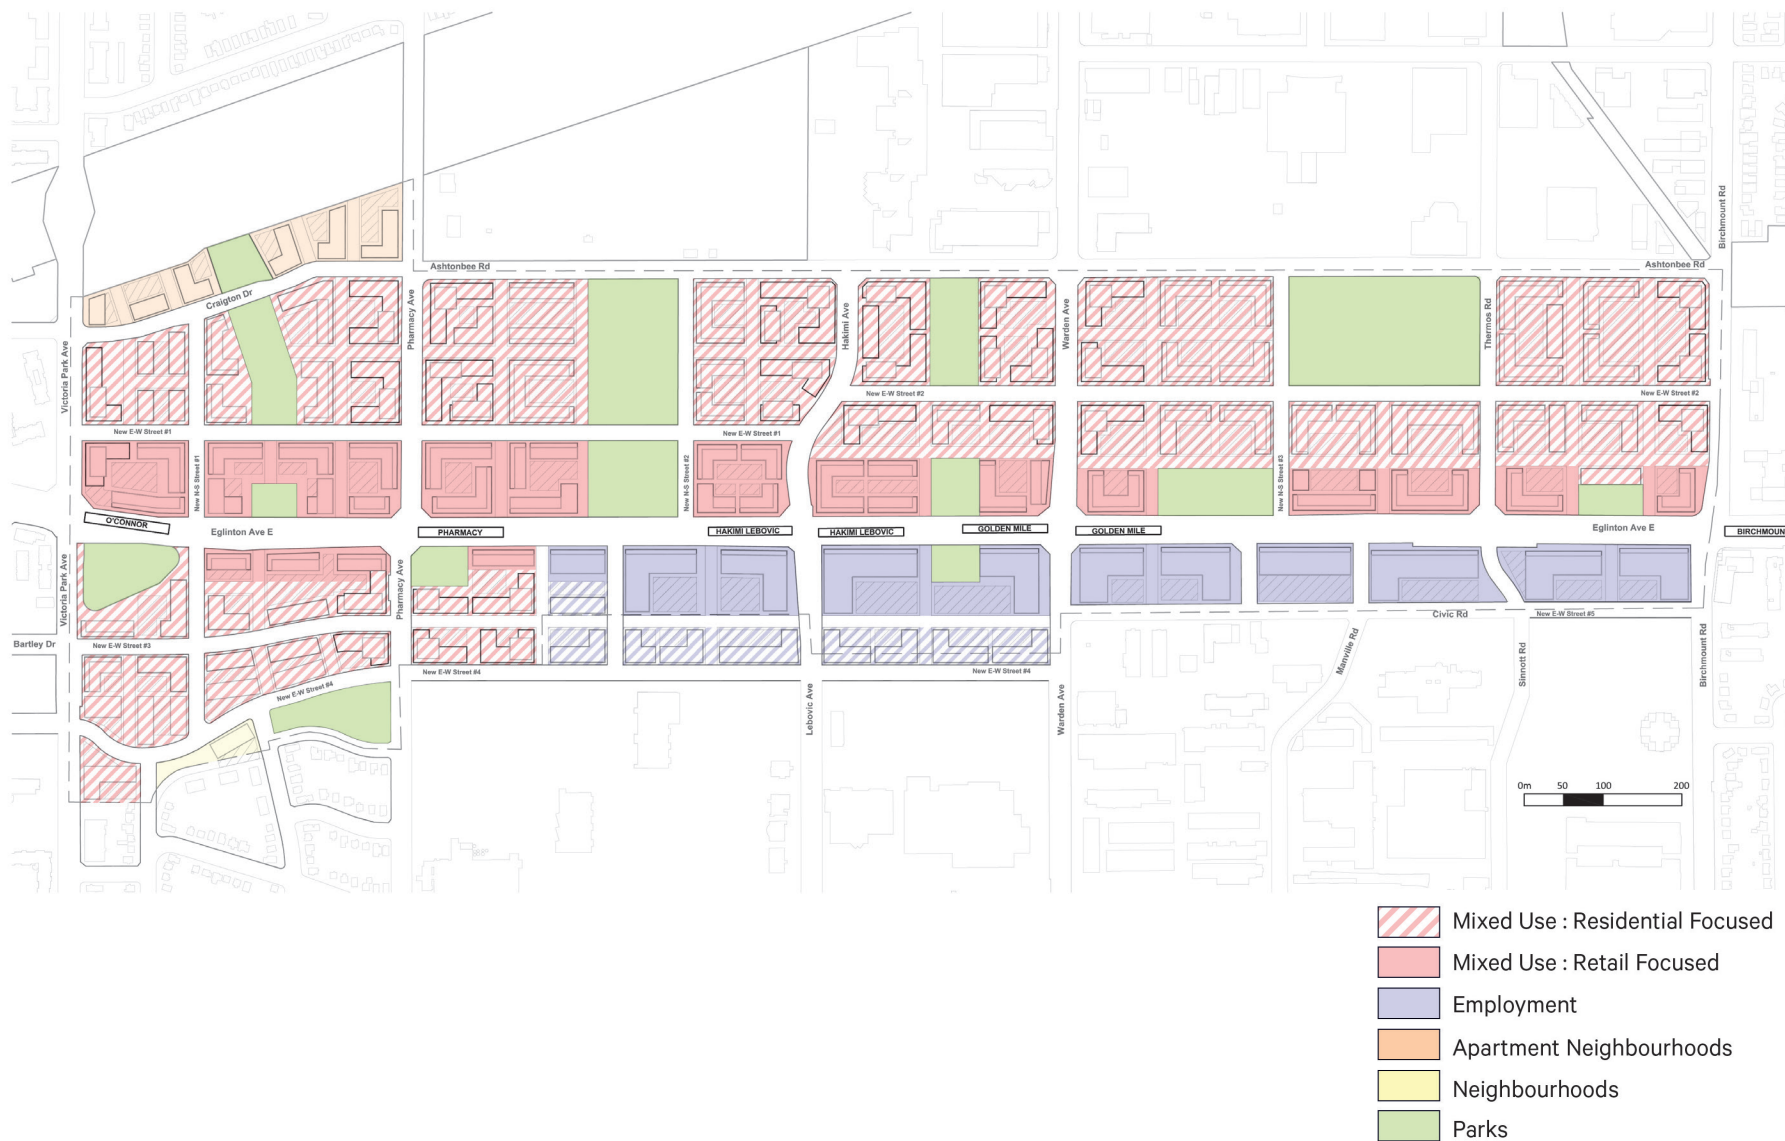 Birchmount Rd
Ashtonbee Rd
Ashtonbee Rd
Craigton Dr
Pharmacy Ave
Hakimi Ave
Warden Ave
Thermos Rd
Victoria Park Ave
New E-W Street #2
New E-W Street #2
New E-W Street #1
New E-W Street #1
New N-S Street #1
New N-S Street #2
New N-S Street #3
O'CONNOR
Eglinton Ave E
PHARMACY
HAKIMI LEBOVIC
HAKIMI LEBOVIC
GOLDEN MILE
GOLDEN MILE
Eglinton Ave E
BIRCHMOUN
Victoria Park Ave
Pharmacy Ave
Civic Rd
New E-W Street #5
Bartley Dr
New E-W Street #3
New E-W Street #4
New E-W Street #4
New E-W Street #4
Lebovic Ave
Warden Ave
Manville Rd
Sinnott Rd
Birchmount Rd
0m 50 100 200
Mixed Use : Residential Focused
Mixed Use : Retail Focused
Employment
Apartment Neighbourhoods
Neighbourhoods
Parks